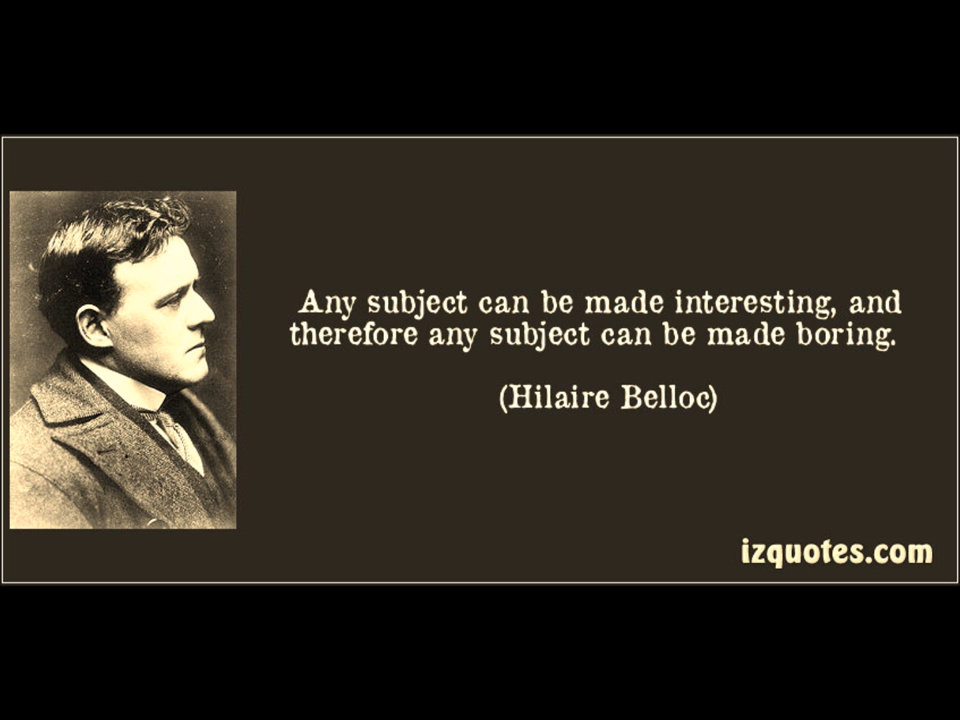 Any subject can be made interesting, and
therefore any subject can be made boring.
(Hilaire Belloc)
izquotes.com